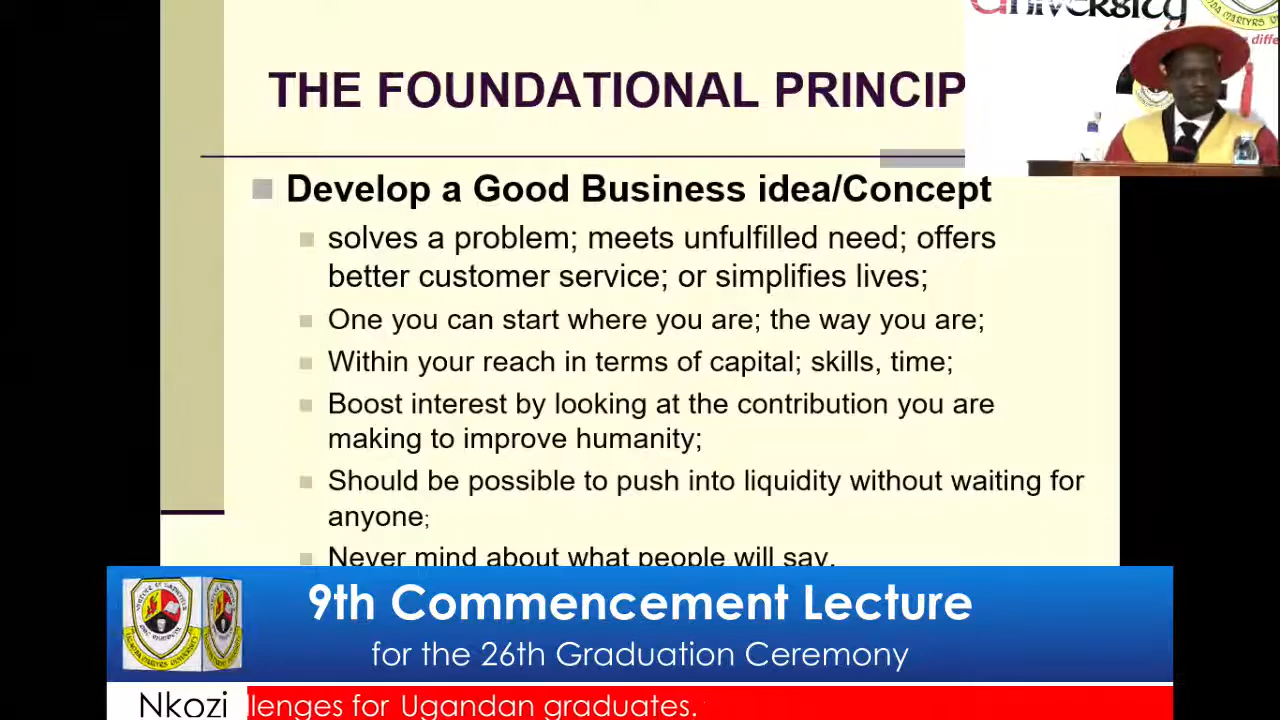 University
THE FOUNDATIONAL PRINCIP
Develop a Good Business idea/Concept
solves a problem; meets unfulfilled need; offers
better customer service; or simplifies lives;
One you can start where you are; the way you are;
Within your reach in terms of capital; skills, time;
Boost interest by looking at the contribution you are
making to improve humanity;
Should be possible to push into liquidity without waiting for
anyone;
Never mind about what people will say.
9th Commencement Lecture
for the 26th Graduation Ceremony
Nkozi
llenges for Ugandan graduates.